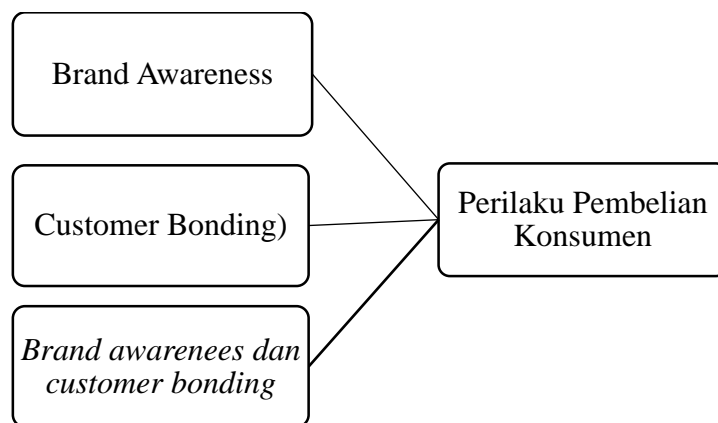 Brand Awareness
Customer Bonding)
Brand awarenees dan
customer bonding
Perilaku Pembelian
Konsumen